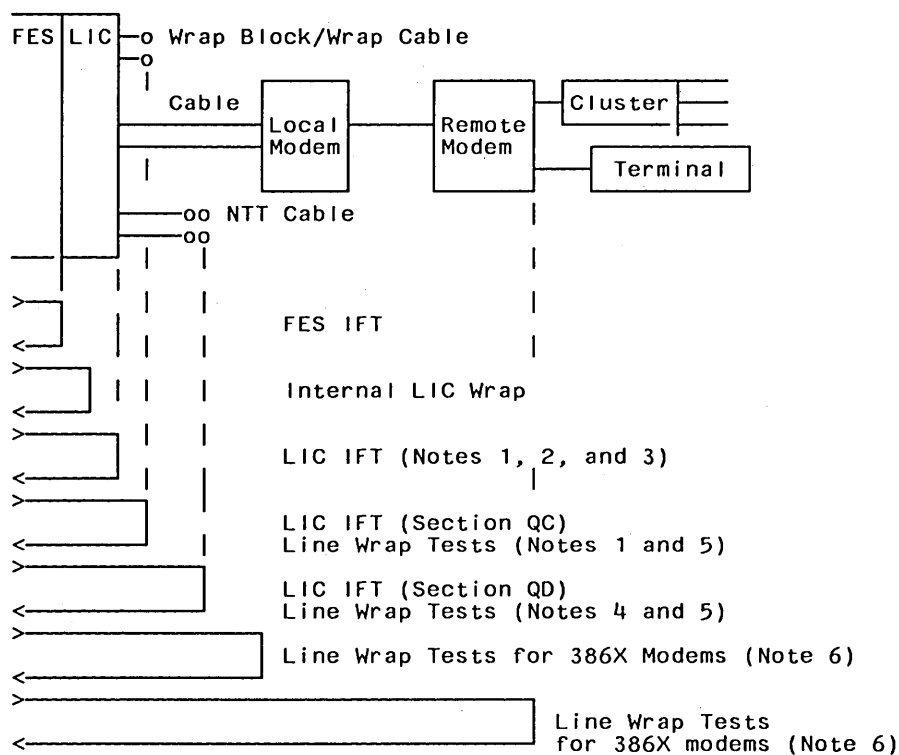 FES LIC Wrap Block/Wrap Cable
Cable
Local
Modem
Remote
Modem
Cluster
Terminal
NTT Cable
FES IFT
Internal LIC Wrap
LIC IFT (Notes 1, 2, and 3)
LIC IFT (Section QC)
Line Wrap Tests (Notes 1 and 5)
LIC IFT (Section QD)
Line Wrap Tests (Notes 4 and 5)
Line Wrap Tests for 386X Modems (Note 6)
Line Wrap Tests
for 386X modems (Note 6)